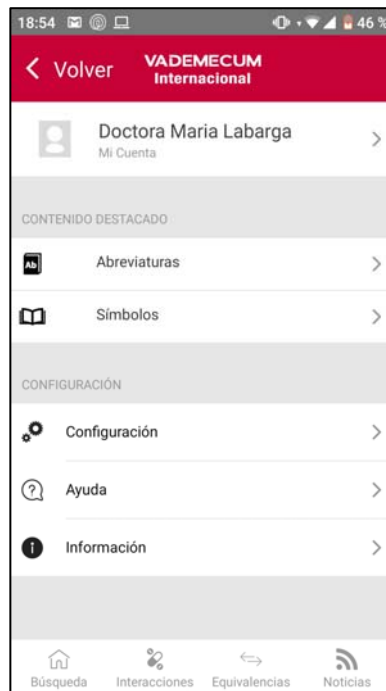 18:54 46 %
Volver
VADEMECUM
Internacional
Doctora Maria Labarga
Mi Cuenta
CONTENIDO DESTACADO
Ab
Abreviaturas
Símbolos
CONFIGURACIÓN
Configuración
? Ayuda
i Información
Búsqueda Interacciones Equivalencias Noticias